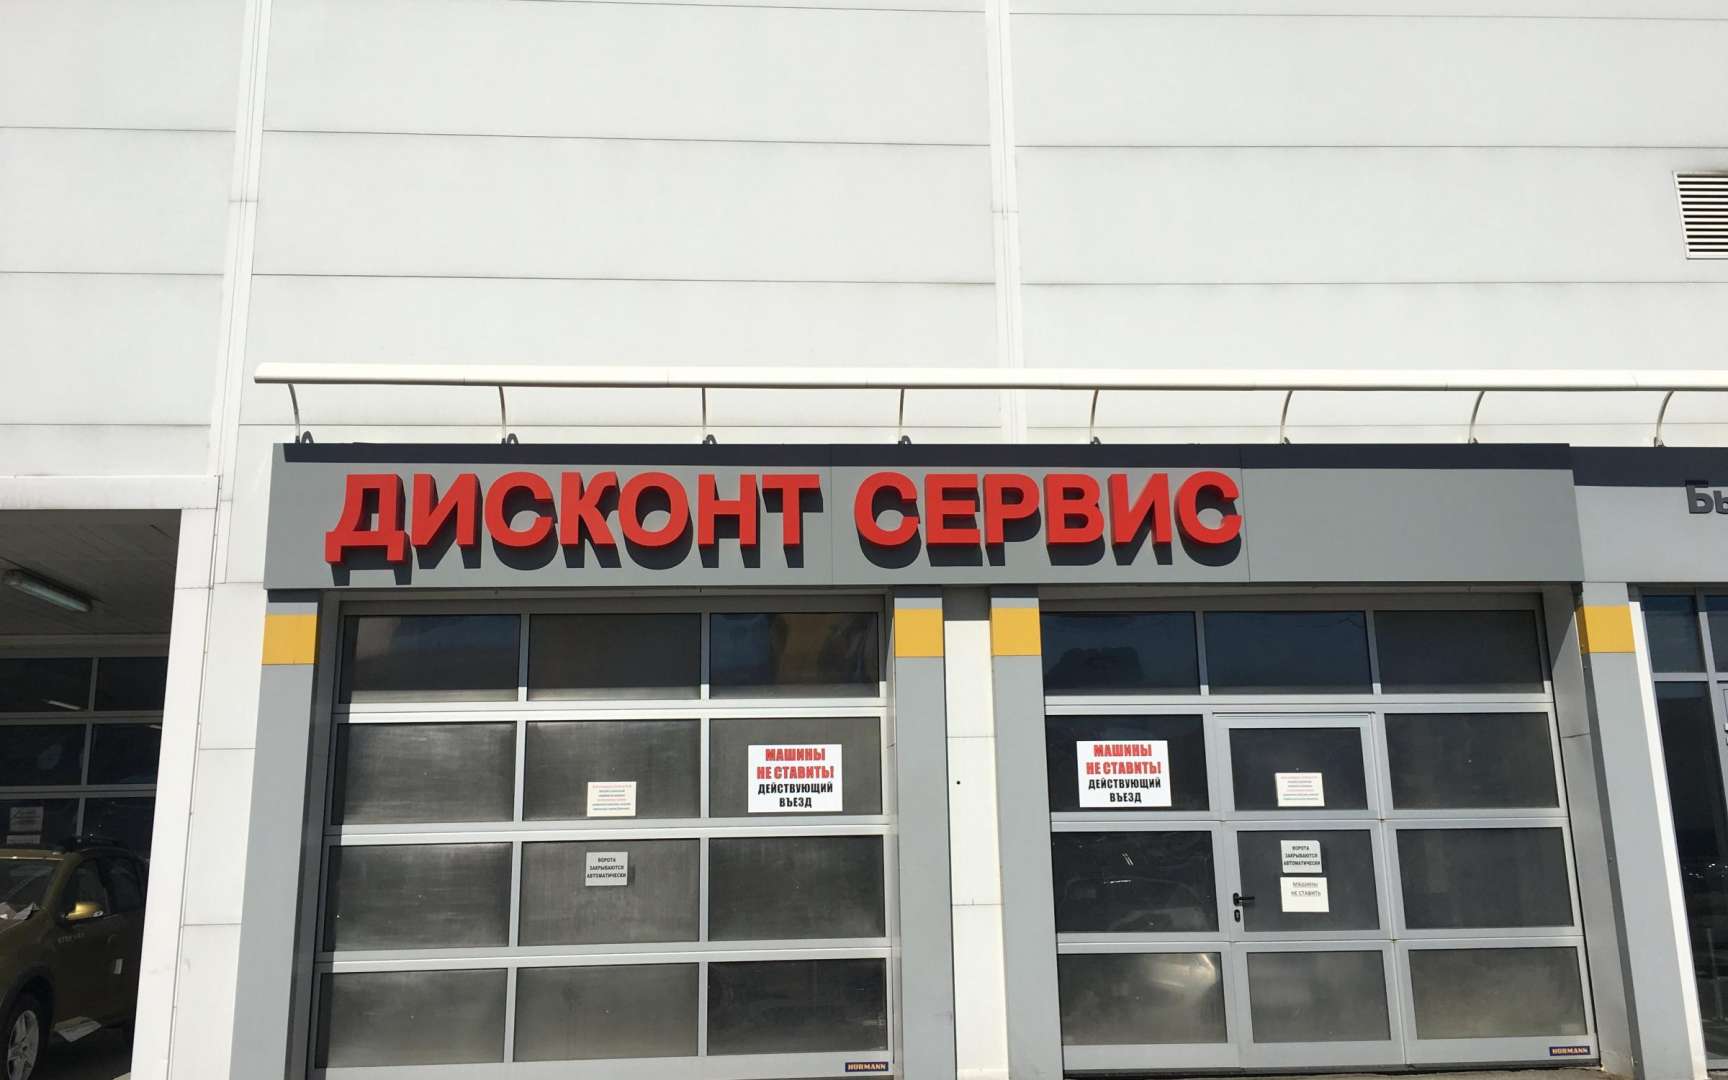 ДИСКОНТ СЕРВИС
Бы
МАШИНЫ
НЕ СТАВИТЬ!
ДЕЙСТВУЮЩИЙ
ВЪЕЗД
МАШИНЫ
НЕ СТАВИТЬ!
ДЕЙСТВУЮЩИЙ
ВЪЕЗД
ВОРОТА
ЗАКРЫВАЮТСЯ
АВТОМАТИЧЕСКИ
ВОРОТА
ЗАКРЫВАЮТСЯ
АВТОМАТИЧЕСКИ
МАШИНЫ
НЕ СТАВИТЬ
HÖRMANN
HÖRMANN